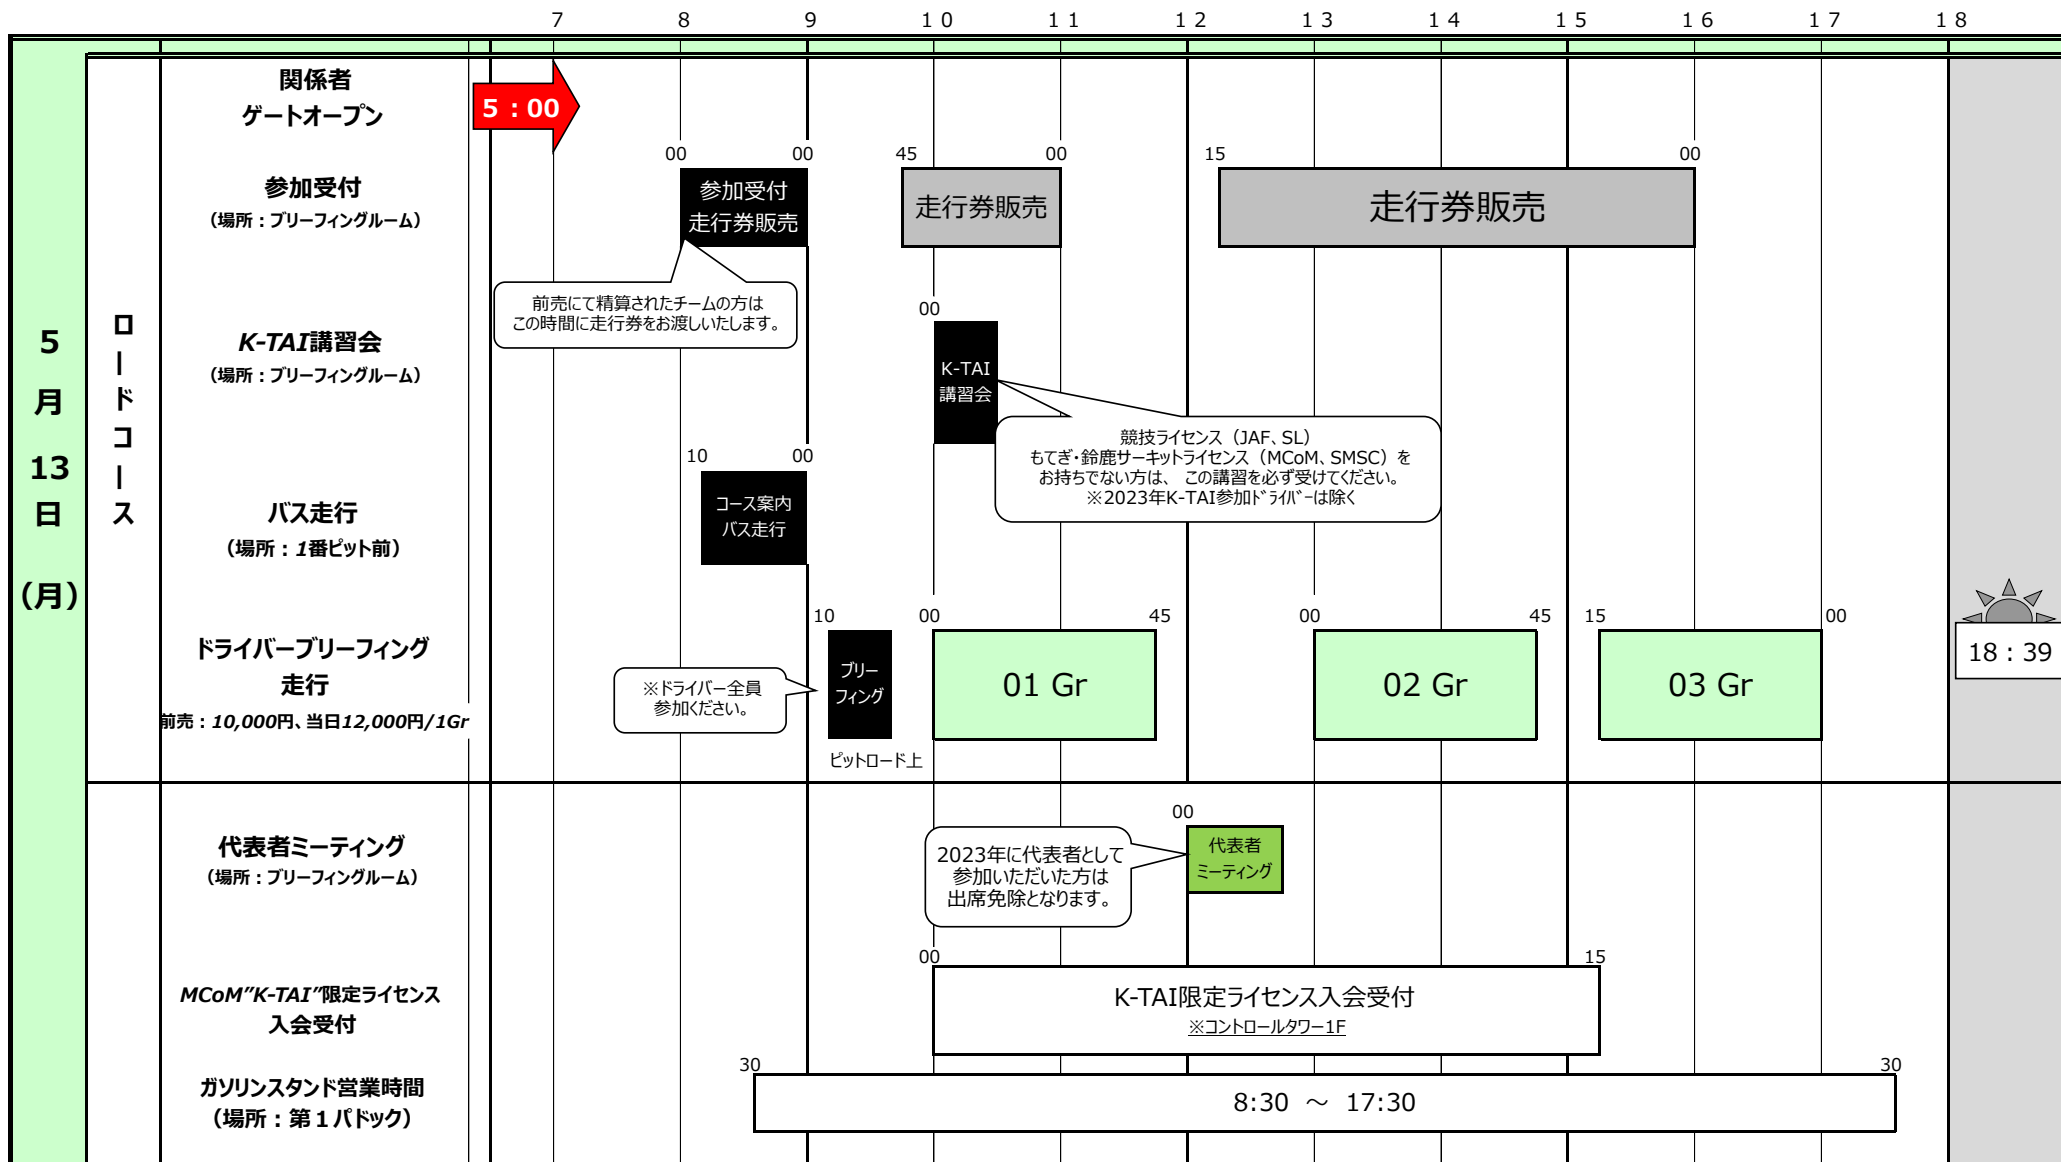 7 8 9 10 11 12 13 14 15 16 17 18
5
月
13
日
(月)
ロードコース
関係者
ゲートオープン
5：00
00 00 45 00 15 00
参加受付
（場所：ブリーフィングルーム）
参加受付
走行券販売
走行券販売
走行券販売
前売にて精算されたチームの方は
この時間に走行券をお渡しいたします。
00
K-TAI講習会
（場所：ブリーフィングルーム）
K-TAI
講習会
競技ライセンス（JAF、SL）
もてぎ・鈴鹿サーキットライセンス（MCoM、SMSC）を
お持ちでない方は、 この講習を必ず受けてください。
※2023年K-TAI参加ﾄﾞﾗｲﾊﾞｰは除く
10 00
バス走行
（場所：1番ピット前）
コース案内
バス走行
10 00 45 00 45 15 00
ドライバーブリーフィング
走行
前売：10,000円、当日12,000円/1Gr
※ドライバー全員
参加ください。
ブリー
フィング
ピットロード上
01 Gr
02 Gr
03 Gr
18：39
00
代表者ミーティング
（場所：ブリーフィングルーム）
2023年に代表者として
参加いただいた方は
出席免除となります。
代表者
ミーティング
00 15
MCoM"K-TAI"限定ライセンス
入会受付
K-TAI限定ライセンス入会受付
※コントロールタワー1F
30 30
ガソリンスタンド営業時間
（場所：第１パドック）
8:30 ～ 17:30